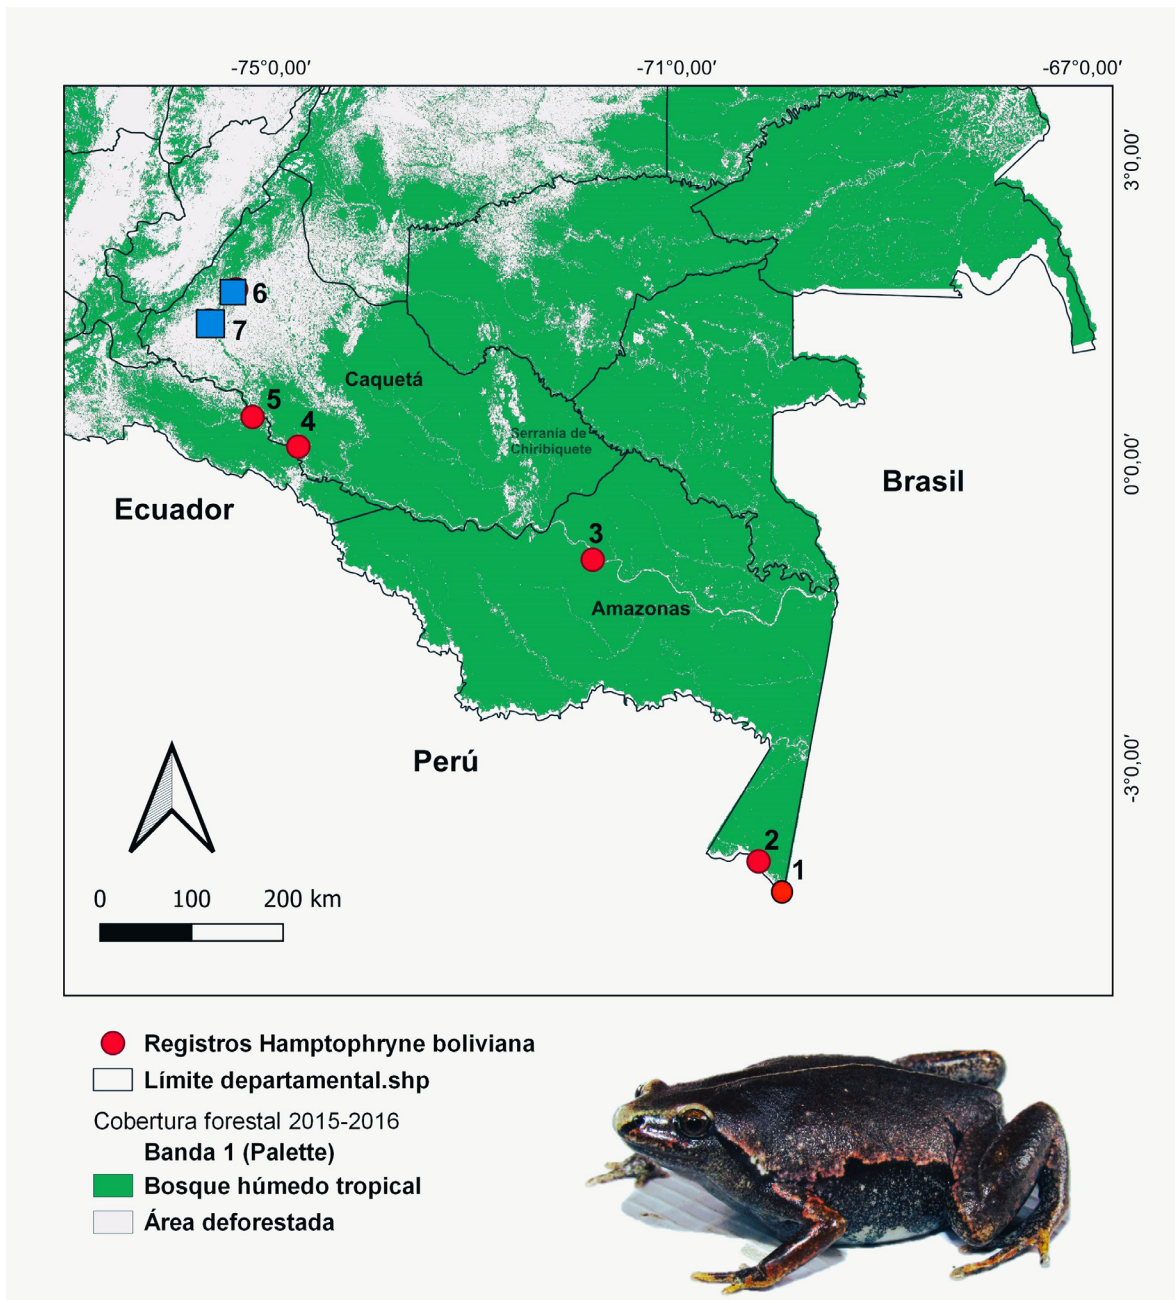 -75°0,00′
-71°0,00′
-67°0,00′
3°0,00′
6
7
Caquetá
5
4
Serranía de
Chiribiquete
0°0,00′
Brasil
Ecuador
3
Amazonas
Perú
-3°0,00′
2
1
0 100 200 km
Registros Hamptophryne boliviana
Límite departamental.shp
Cobertura forestal 2015-2016
Banda 1 (Palette)
Bosque húmedo tropical
Área deforestada